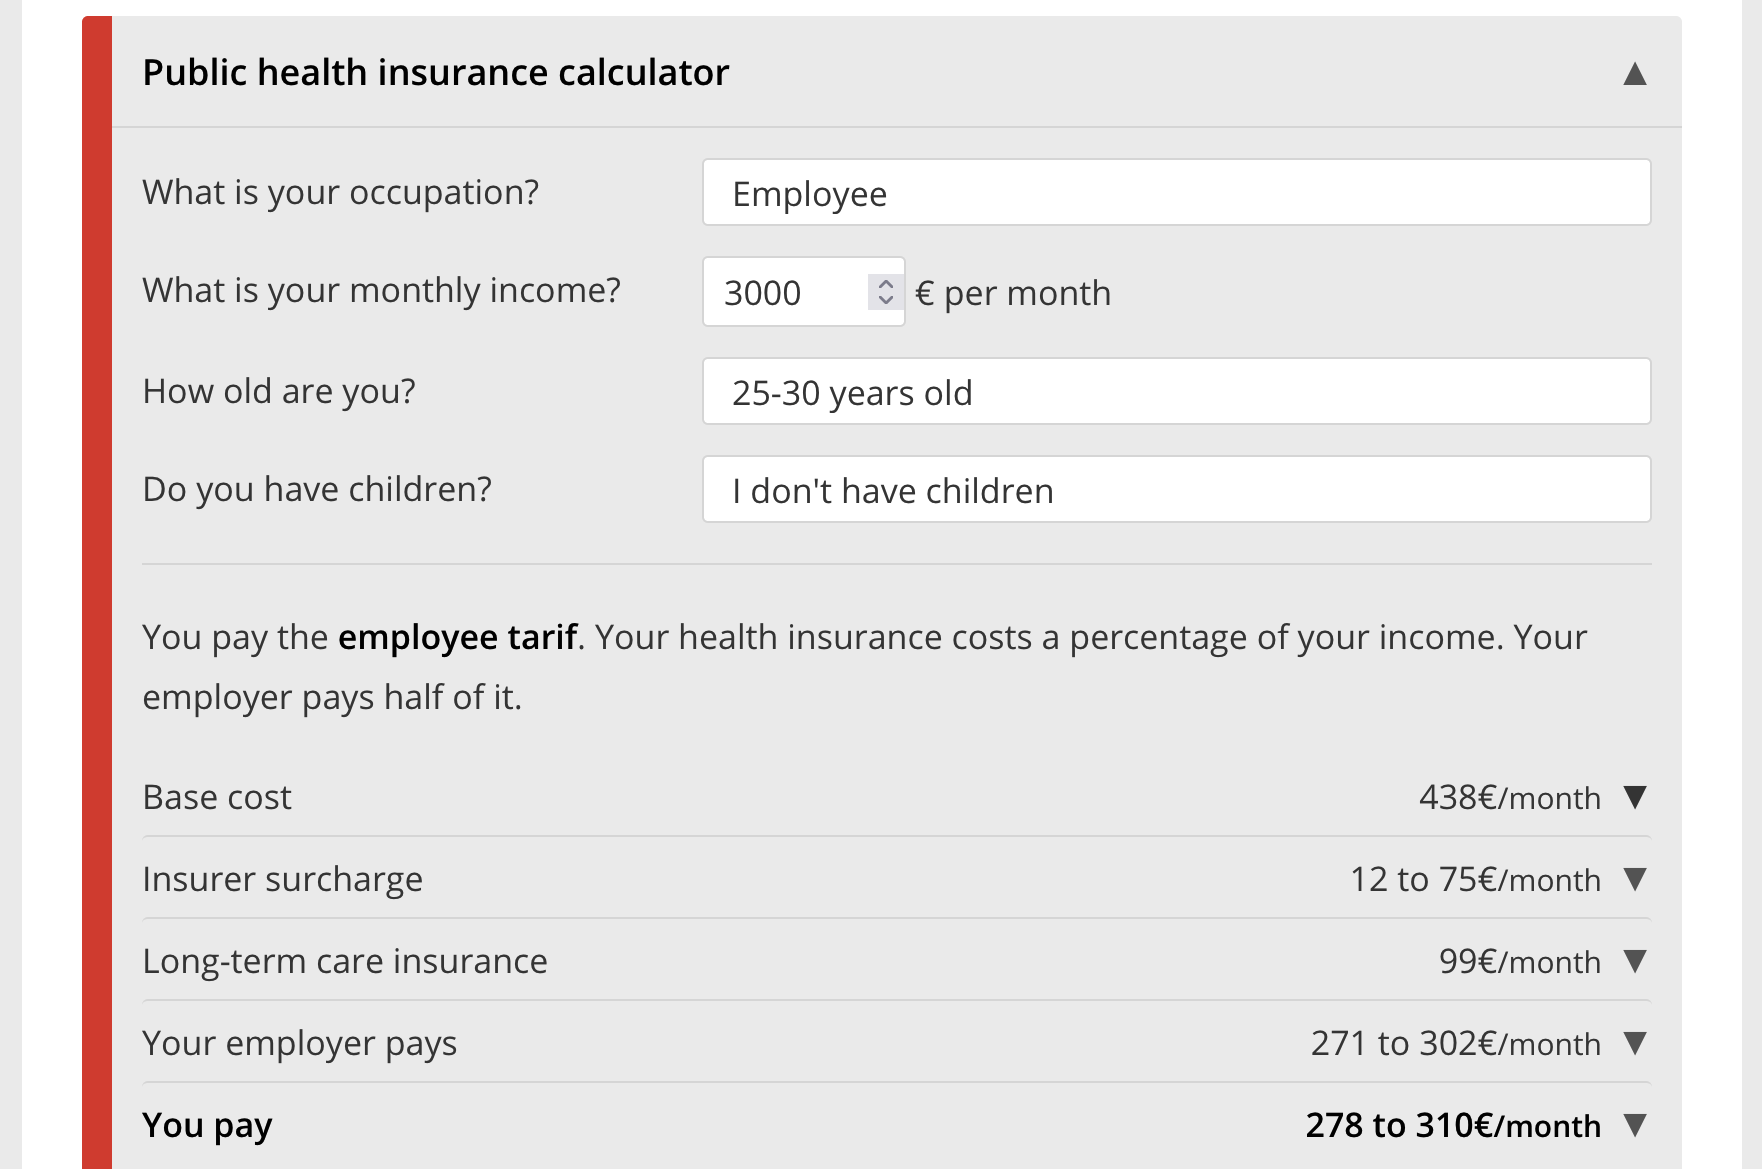 Public health insurance calculator ▲
What is your occupation? Employee
What is your monthly income? 3000 € per month
How old are you? 25-30 years old
Do you have children? I don't have children
You pay the employee tarif. Your health insurance costs a percentage of your income. Your
employer pays half of it.
Base cost 438€/month ▼
Insurer surcharge 12 to 75€/month ▼
Long-term care insurance 99€/month ▼
Your employer pays 271 to 302€/month ▼
You pay 278 to 310€/month ▼